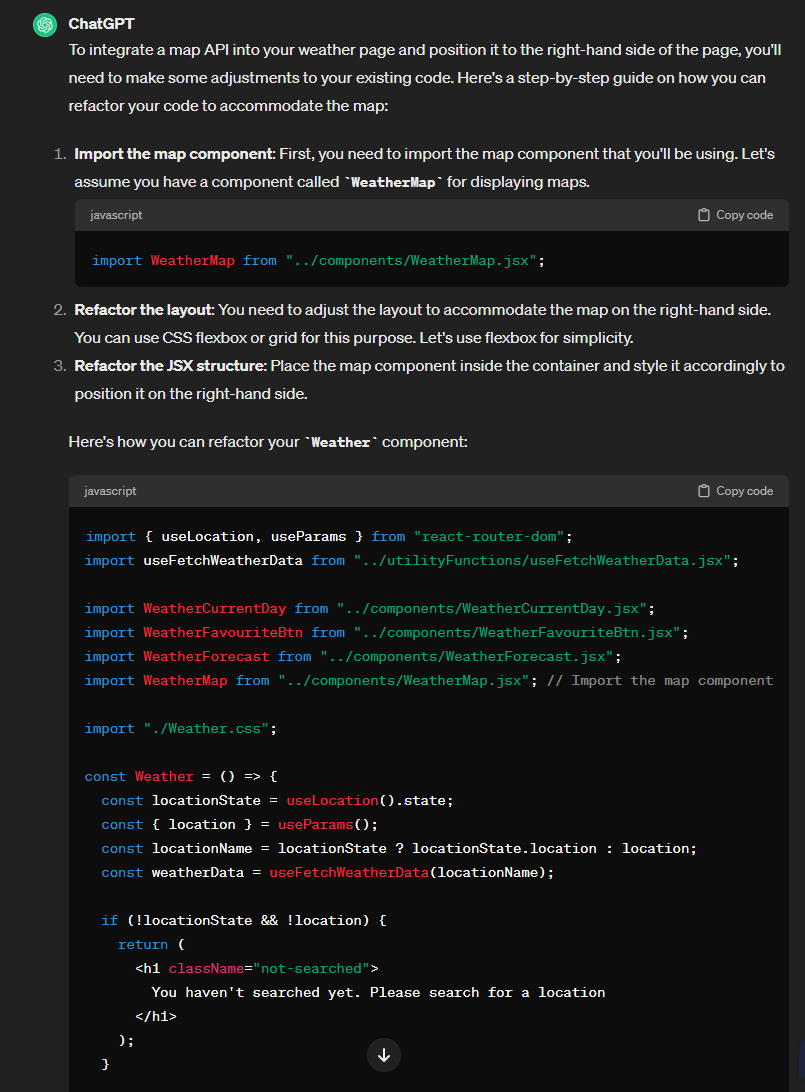 ChatGPT
To integrate a map API into your weather page and position it to the right-hand side of the page, you'll
need to make some adjustments to your existing code. Here's a step-by-step guide on how you can
refactor your code to accommodate the map:
1. Import the map component: First, you need to import the map component that you'll be using. Let's
assume you have a component called `WeatherMap` for displaying maps.
javascript Copy code
import WeatherMap from "../components/WeatherMap.jsx";
2. Refactor the layout: You need to adjust the layout to accommodate the map on the right-hand side.
You can use CSS flexbox or grid for this purpose. Let's use flexbox for simplicity.
3. Refactor the JSX structure: Place the map component inside the container and style it accordingly to
position it on the right-hand side.
Here's how you can refactor your `Weather` component:
javascript Copy code
import { useLocation, useParams } from "react-router-dom";
import useFetchWeatherData from "../utilityFunctions/useFetchWeatherData.jsx";
import WeatherCurrentDay from "../components/WeatherCurrentDay.jsx";
import WeatherFavouriteBtn from "../components/WeatherFavouriteBtn.jsx";
import WeatherForecast from "../components/WeatherForecast.jsx";
import WeatherMap from "../components/WeatherMap.jsx"; // Import the map component
import "./Weather.css";
const Weather = () => {
  const locationState = useLocation().state;
  const { location } = useParams();
  const locationName = locationState ? locationState.location : location;
  const weatherData = useFetchWeatherData(locationName);
  if (!locationState && !location) {
    return (
      <h1 className="not-searched">
        You haven't searched yet. Please search for a location
      </h1>
    );
  }